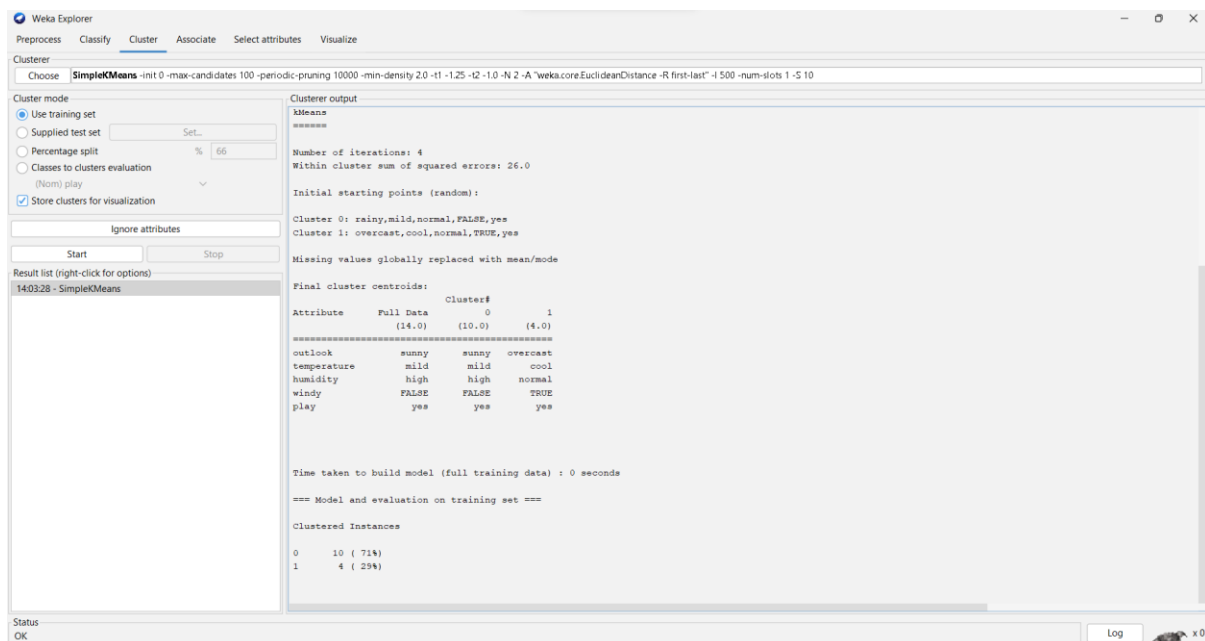 Weka Explorer
Preprocess Classify Cluster Associate Select attributes Visualize
Clusterer
Choose SimpleKMeans -init 0 -max-candidates 100 -periodic-pruning 10000 -min-density 2.0 -t1 -1.25 -t2 -1.0 -N 2 -A "weka.core.EuclideanDistance -R first-last" -I 500 -num-slots 1 -S 10
Cluster mode
Use training set
Supplied test set Set...
Percentage split % 66
Classes to clusters evaluation
(Nom) play
Store clusters for visualization
Ignore attributes
Start Stop
Result list (right-click for options)
14:03:28 - SimpleKMeans
Clusterer output
kMeans
======
Number of iterations: 4
Within cluster sum of squared errors: 26.0
Initial starting points (random):
Cluster 0: rainy,mild,normal,FALSE,yes
Cluster 1: overcast,cool,normal,TRUE,yes
Missing values globally replaced with mean/mode
Final cluster centroids:
Cluster#
Attribute Full Data 0 1
(14.0) (10.0) (4.0)
==============================================
outlook sunny sunny overcast
temperature mild mild cool
humidity high high normal
windy FALSE FALSE TRUE
play yes yes yes
Time taken to build model (full training data) : 0 seconds
=== Model and evaluation on training set ===
Clustered Instances
0 10 ( 71%)
1 4 ( 29%)
Status
OK
Log x 0